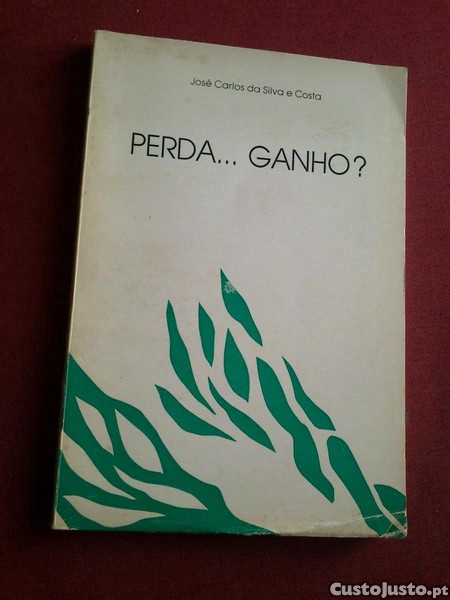 José Carlos da Silva e Costa
PERDA... GANHO?
CustoJusto.pt